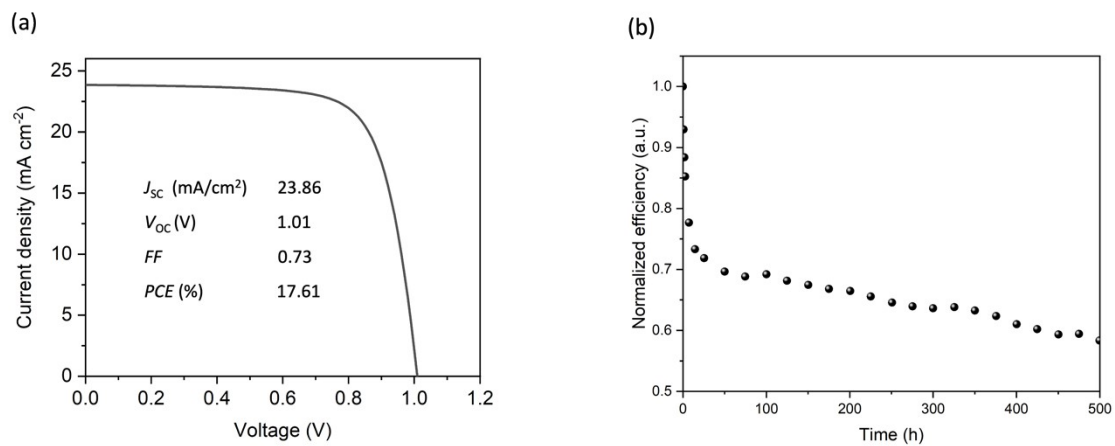 (a)
25
20
15
10
5
0
Current density (mA cm-2)
JSC (mA/cm2) 23.86
VOC (V) 1.01
FF 0.73
PCE (%) 17.61
0.0 0.2 0.4 0.6 0.8 1.0 1.2
Voltage (V)
(b)
1.0
0.9
0.8
0.7
0.6
0.5
Normalized efficiency (a.u.)
0 100 200 300 400 500
Time (h)